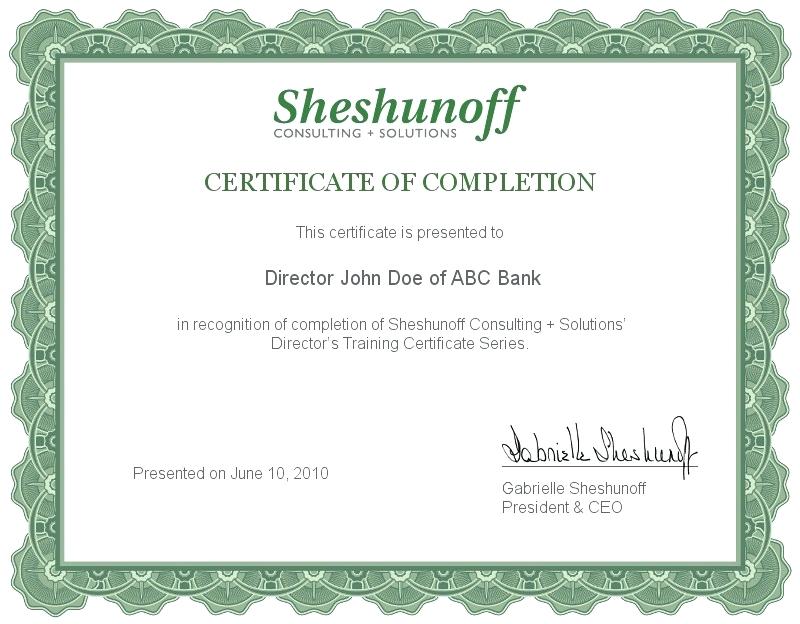 Sheshunoff
CONSULTING + SOLUTIONS
CERTIFICATE OF COMPLETION
This certificate is presented to
Director John Doe of ABC Bank
in recognition of completion of Sheshunoff Consulting + Solutions’
Director’s Training Certificate Series.
Gabrielle Sheshunoff
Presented on June 10, 2010
Gabrielle Sheshunoff
President & CEO